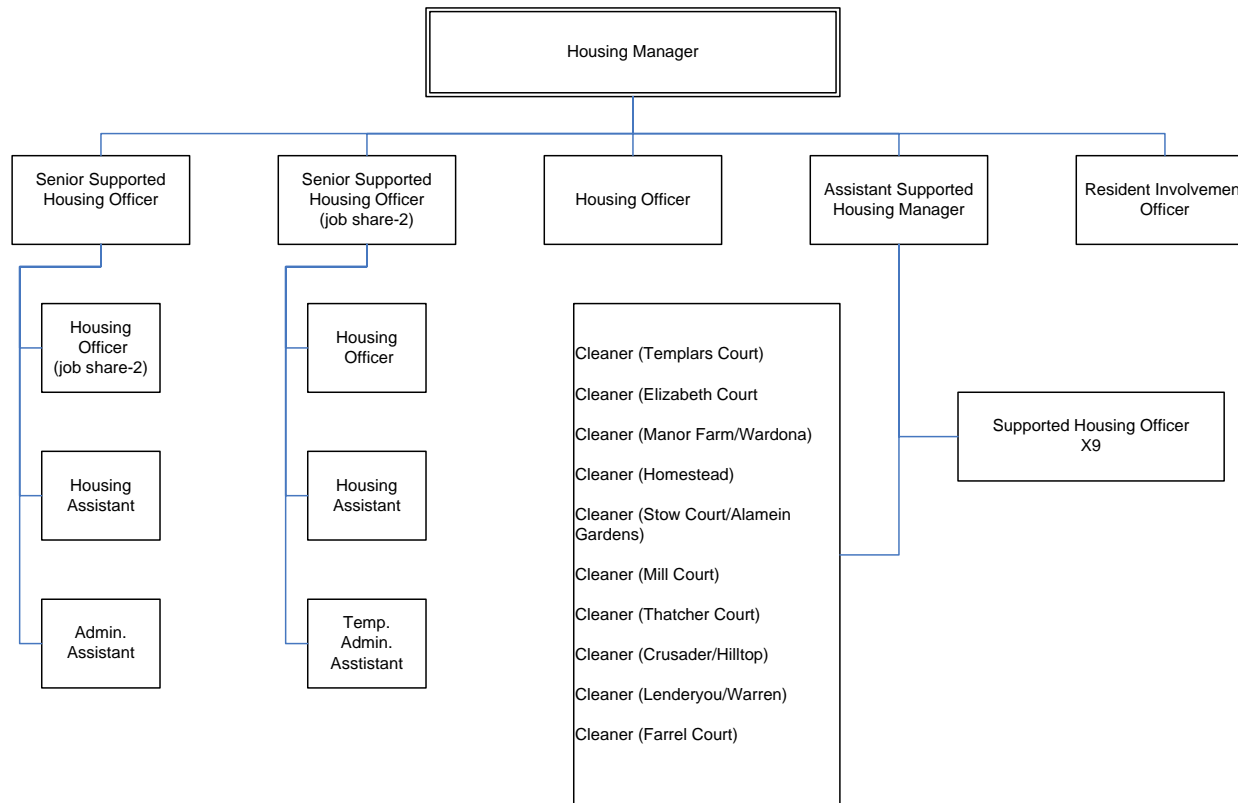 Housing Manager
Senior Supported
Housing Officer
Senior Supported
Housing Officer
(job share-2)
Housing Officer
Assistant Supported
Housing Manager
Resident Involvemen
Officer
Housing
Officer
(job share-2)
Housing
Officer
Cleaner (Templars Court)
Cleaner (Elizabeth Court
Cleaner (Manor Farm/Wardona)
Cleaner (Homestead)
Cleaner (Stow Court/Alamein
Gardens)
Cleaner (Mill Court)
Cleaner (Thatcher Court)
Cleaner (Crusader/Hilltop)
Cleaner (Lenderyou/Warren)
Cleaner (Farrel Court)
Supported Housing Officer
X9
Housing
Assistant
Housing
Assistant
Admin.
Assistant
Temp.
Admin.
Asstistant